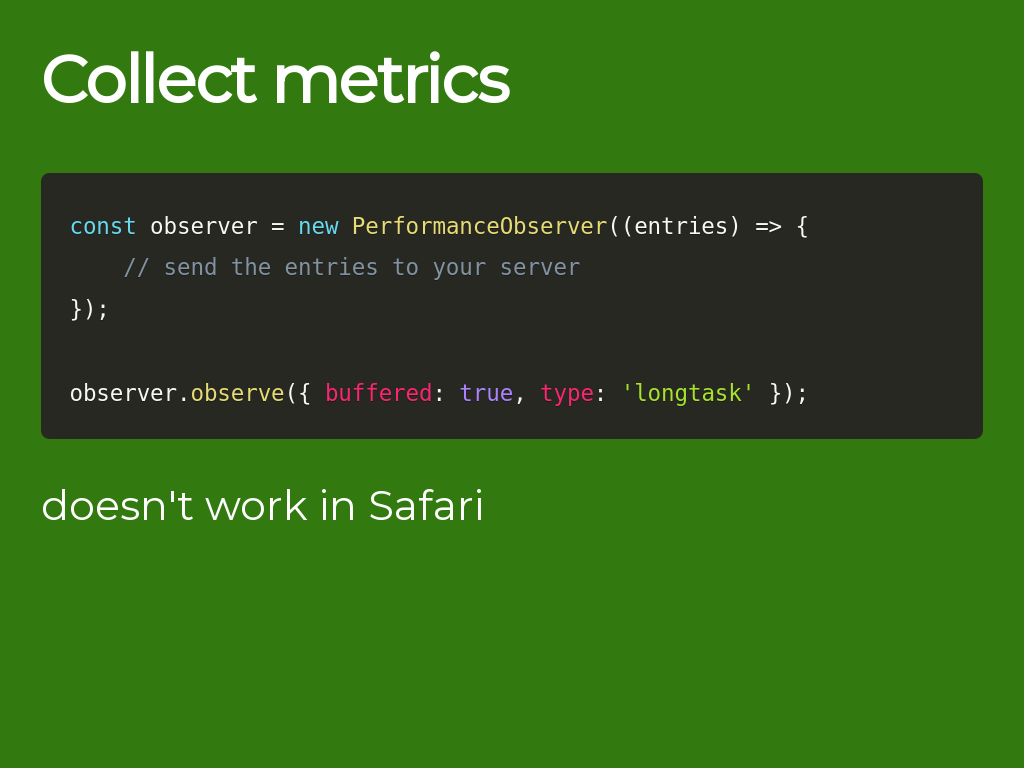 Collect metrics
const observer = new PerformanceObserver((entries) => {
    // send the entries to your server
});
observer.observe({ buffered: true, type: 'longtask' });
doesn't work in Safari